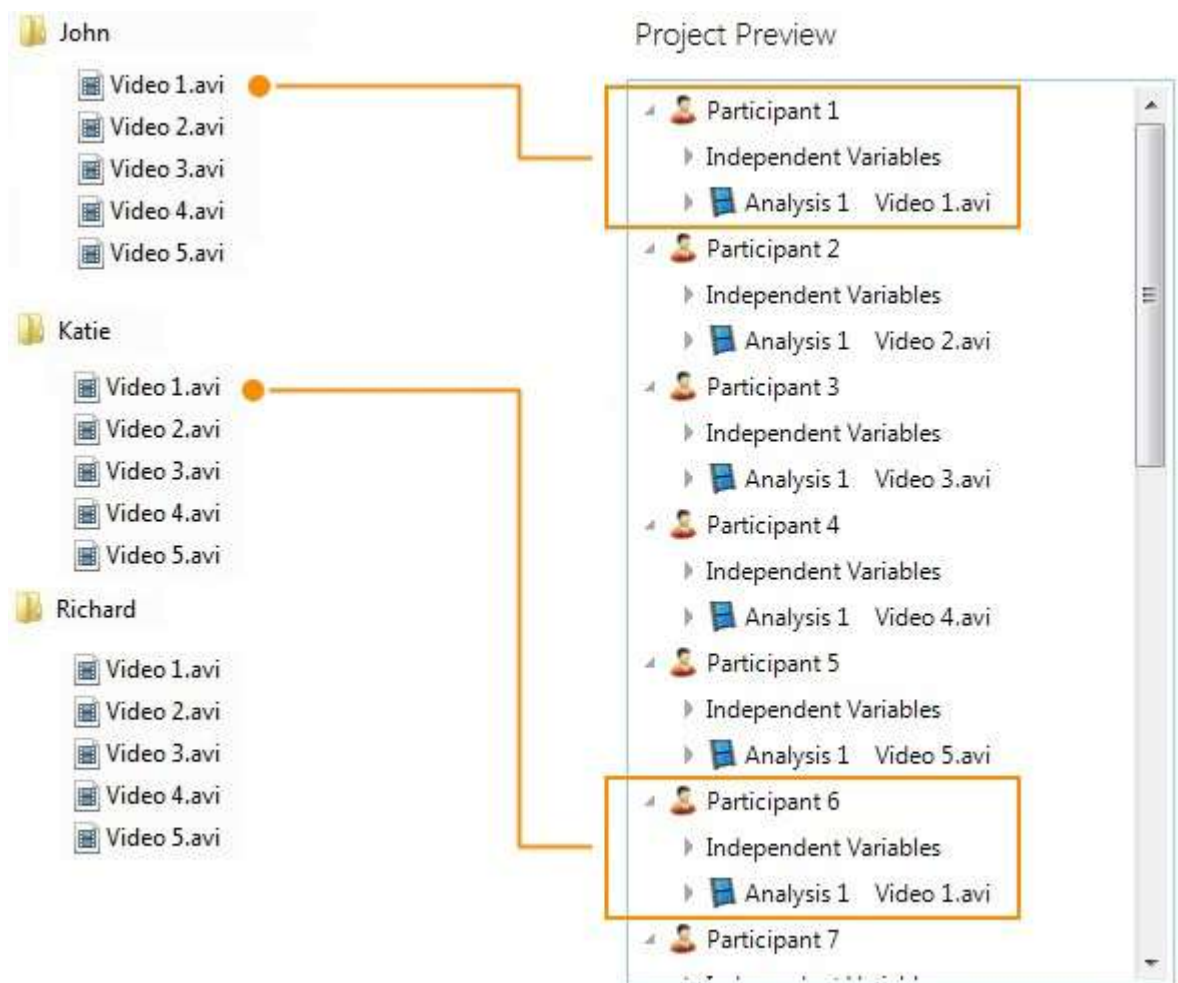 John
Video 1.avi
Video 2.avi
Video 3.avi
Video 4.avi
Video 5.avi
Katie
Video 1.avi
Video 2.avi
Video 3.avi
Video 4.avi
Video 5.avi
Richard
Video 1.avi
Video 2.avi
Video 3.avi
Video 4.avi
Video 5.avi
Project Preview
Participant 1
Independent Variables
Analysis 1 Video 1.avi
Participant 2
Independent Variables
Analysis 1 Video 2.avi
Participant 3
Independent Variables
Analysis 1 Video 3.avi
Participant 4
Independent Variables
Analysis 1 Video 4.avi
Participant 5
Independent Variables
Analysis 1 Video 5.avi
Participant 6
Independent Variables
Analysis 1 Video 1.avi
Participant 7